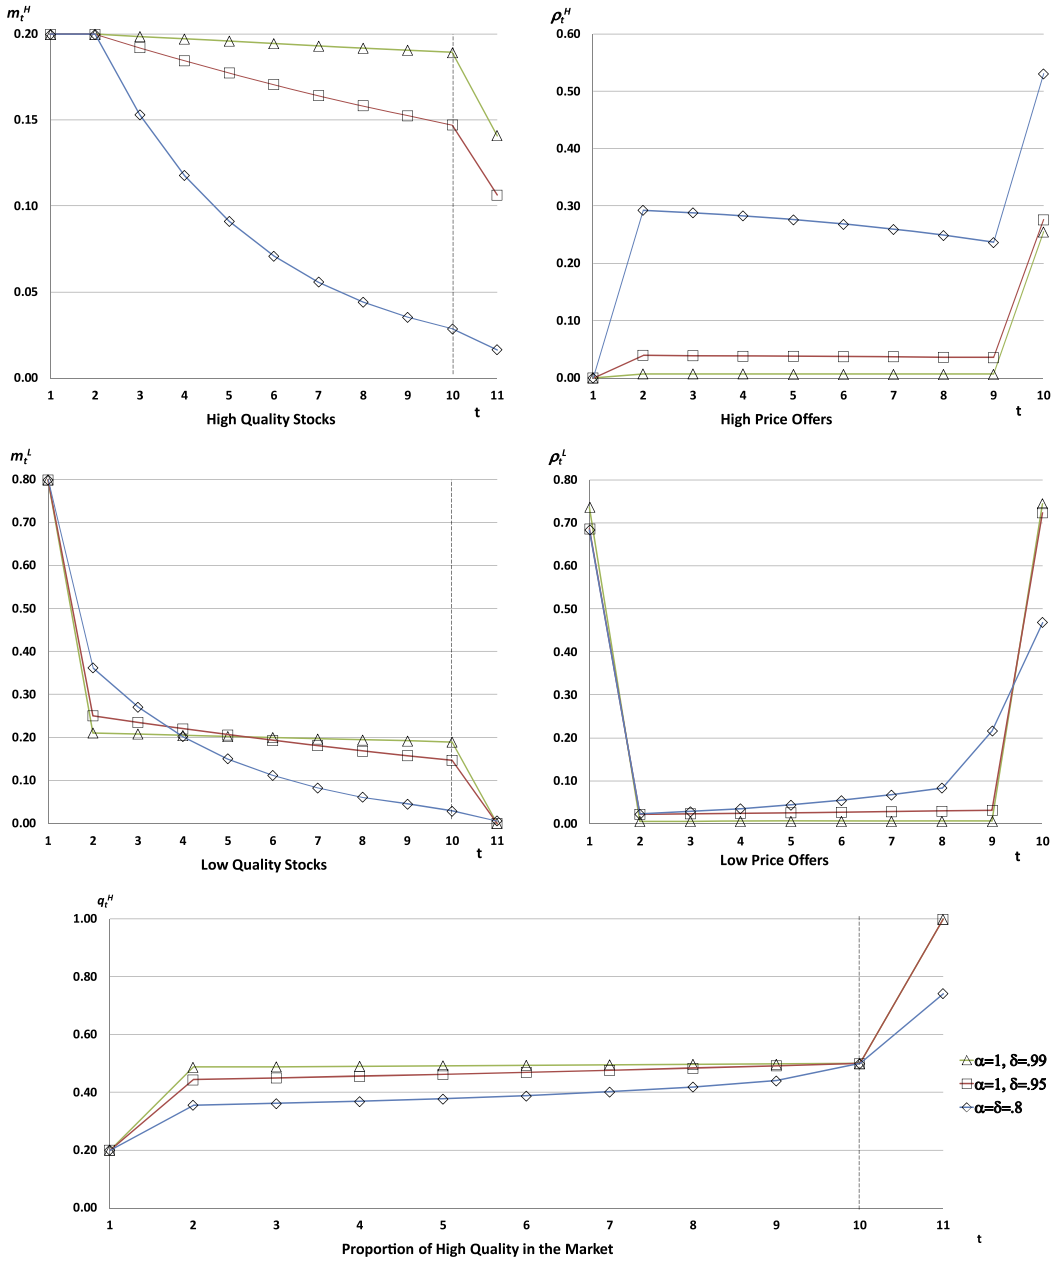 m_t^H
0.20
0.15
0.10
0.05
0.00
1 2 3 4 5 6 7 8 9 10 t 11
High Quality Stocks
ρ_t^H
0.60
0.50
0.40
0.30
0.20
0.10
0.00
1 2 3 4 5 6 7 8 9 t 10
High Price Offers
m_t^L
0.80
0.70
0.60
0.50
0.40
0.30
0.20
0.10
0.00
1 2 3 4 5 6 7 8 9 10 t 11
Low Quality Stocks
ρ_t^L
0.80
0.70
0.60
0.50
0.40
0.30
0.20
0.10
0.00
1 2 3 4 5 6 7 8 9 t 10
Low Price Offers
q_t^H
1.00
0.80
0.60
0.40
0.20
0.00
1 2 3 4 5 6 7 8 9 10 11 t
Proportion of High Quality in the Market
α=1, δ=.99
α=1, δ=.95
α=δ=.8